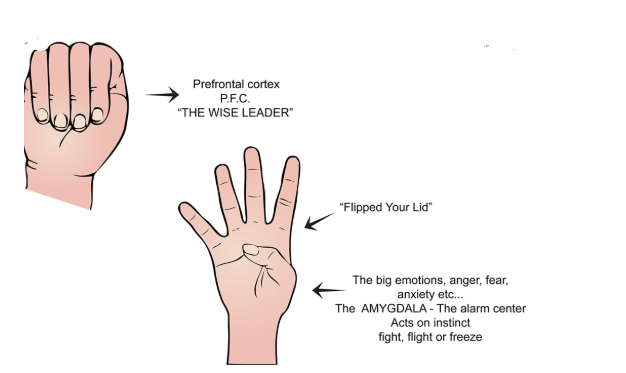 Prefrontal cortex
P.F.C.
“THE WISE LEADER”
“Flipped Your Lid”
The big emotions, anger, fear,
anxiety etc...
The AMYGDALA - The alarm center
Acts on instinct
fight, flight or freeze